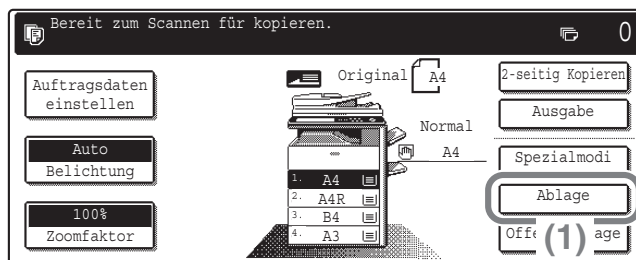 Bereit zum Scannen für kopieren.
0
Auftragsdaten
einstellen
Auto
Belichtung
100%
Zoomfaktor
Original A4
Normal
A4
1. A4
2. A4R
3. B4
4. A3
2-seitig Kopieren
Ausgabe
Spezialmodi
Ablage
(1)